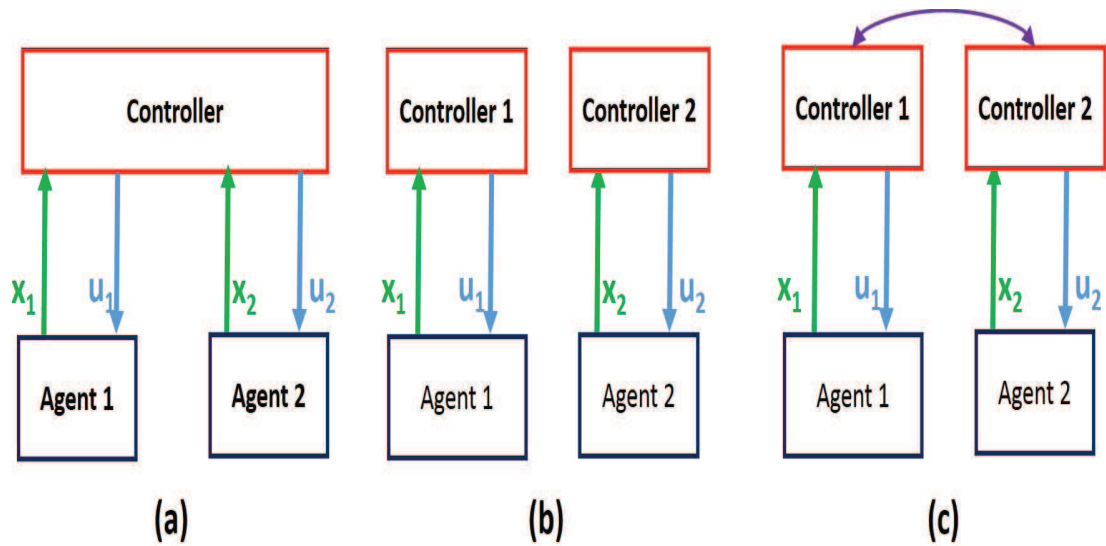 Controller
x1
u1
x2
u2
Agent 1
Agent 2
(a)
Controller 1
Controller 2
x1
u1
x2
u2
Agent 1
Agent 2
(b)
Controller 1
Controller 2
x1
u1
x2
u2
Agent 1
Agent 2
(c)